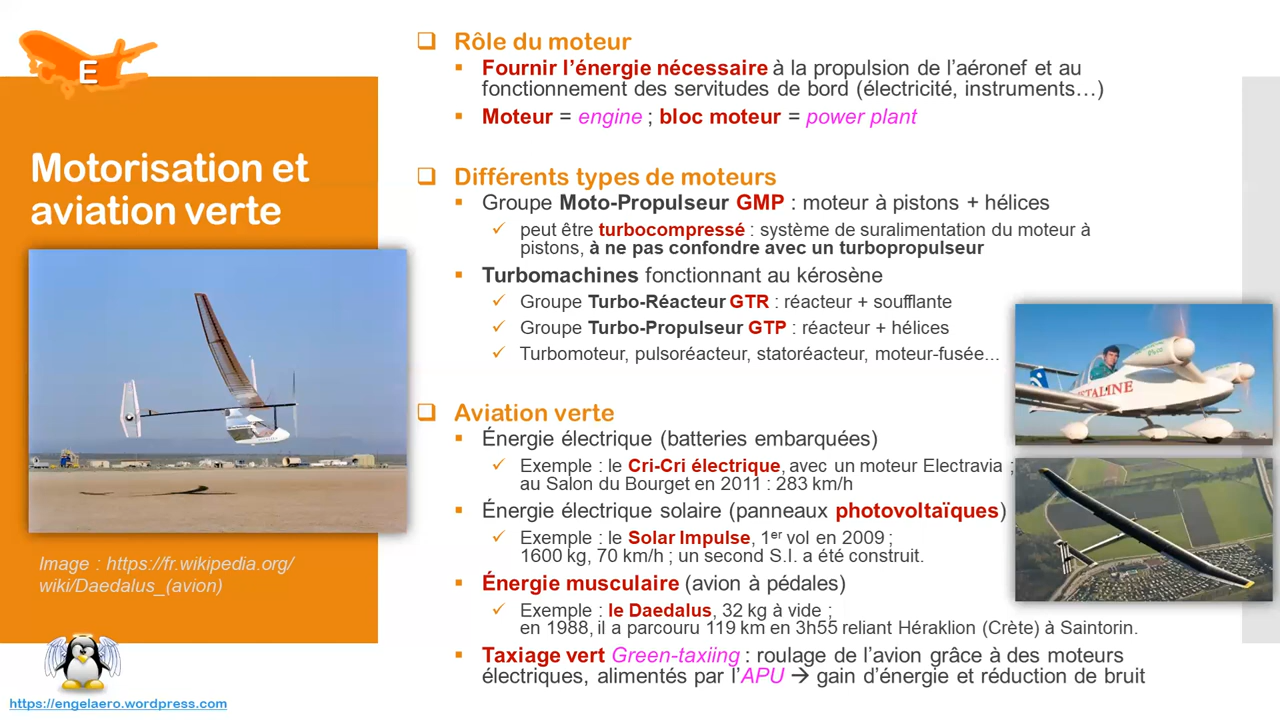 E
Motorisation et
aviation verte
Image : https://fr.wikipedia.org/
wiki/Daedalus_(avion)
https://engelaero.wordpress.com
Rôle du moteur
Fournir l’énergie nécessaire à la propulsion de l’aéronef et au
fonctionnement des servitudes de bord (électricité, instruments…)
Moteur = engine ; bloc moteur = power plant
Différents types de moteurs
Groupe Moto-Propulseur GMP : moteur à pistons + hélices
peut être turbocompressé : système de suralimentation du moteur à
pistons, à ne pas confondre avec un turbopropulseur
Turbomachines fonctionnant au kérosène
Groupe Turbo-Réacteur GTR : réacteur + soufflante
Groupe Turbo-Propulseur GTP : réacteur + hélices
Turbomoteur, pulsoréacteur, statoréacteur, moteur-fusée...
Aviation verte
Énergie électrique (batteries embarquées)
Exemple : le Cri-Cri électrique, avec un moteur Electravia ;
au Salon du Bourget en 2011 : 283 km/h
Énergie électrique solaire (panneaux photovoltaïques)
Exemple : le Solar Impulse, 1er vol en 2009 ;
1600 kg, 70 km/h ; un second S.I. a été construit.
Énergie musculaire (avion à pédales)
Exemple : le Daedalus, 32 kg à vide ;
en 1988, il a parcouru 119 km en 3h55 reliant Héraklion (Crète) à Saintorin.
Taxiage vert Green-taxiing : roulage de l’avion grâce à des moteurs
électriques, alimentés par l’APU → gain d’énergie et réduction de bruit